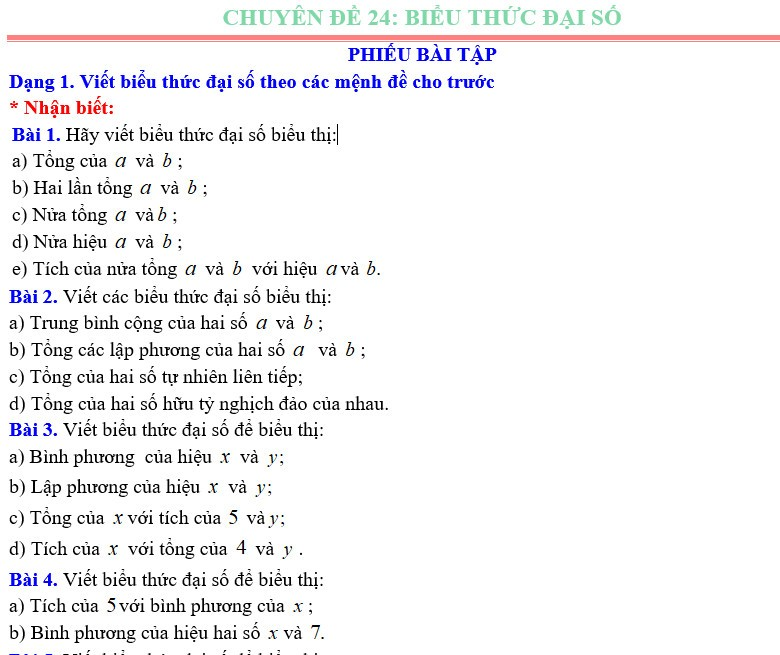 CHUYÊN ĐỀ 24: BIỂU THỨC ĐẠI SỐ
PHIẾU BÀI TẬP
Dạng 1. Viết biểu thức đại số theo các mệnh đề cho trước
* Nhận biết:
Bài 1. Hãy viết biểu thức đại số biểu thị:
a) Tổng của a và b ;
b) Hai lần tổng a và b ;
c) Nửa tổng a và b ;
d) Nửa hiệu a và b ;
e) Tích của nửa tổng a và b với hiệu a và b.
Bài 2. Viết các biểu thức đại số biểu thị:
a) Trung bình cộng của hai số a và b ;
b) Tổng các lập phương của hai số a và b ;
c) Tổng của hai số tự nhiên liên tiếp;
d) Tổng của hai số hữu tỷ nghịch đảo của nhau.
Bài 3. Viết biểu thức đại số để biểu thị:
a) Bình phương của hiệu x và y;
b) Lập phương của hiệu x và y;
c) Tổng của x với tích của 5 và y;
d) Tích của x với tổng của 4 và y .
Bài 4. Viết biểu thức đại số để biểu thị:
a) Tích của 5 với bình phương của x ;
b) Bình phương của hiệu hai số x và 7.